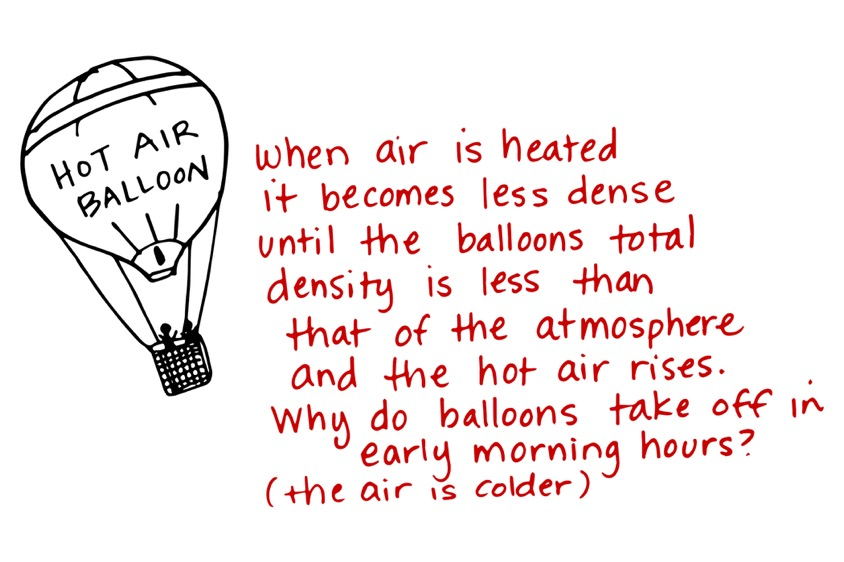 HOT AIR
BALLOON
When air is heated
it becomes less dense
until the balloons total
density is less than
that of the atmosphere
and the hot air rises.
Why do balloons take off in
early morning hours?
(the air is colder)